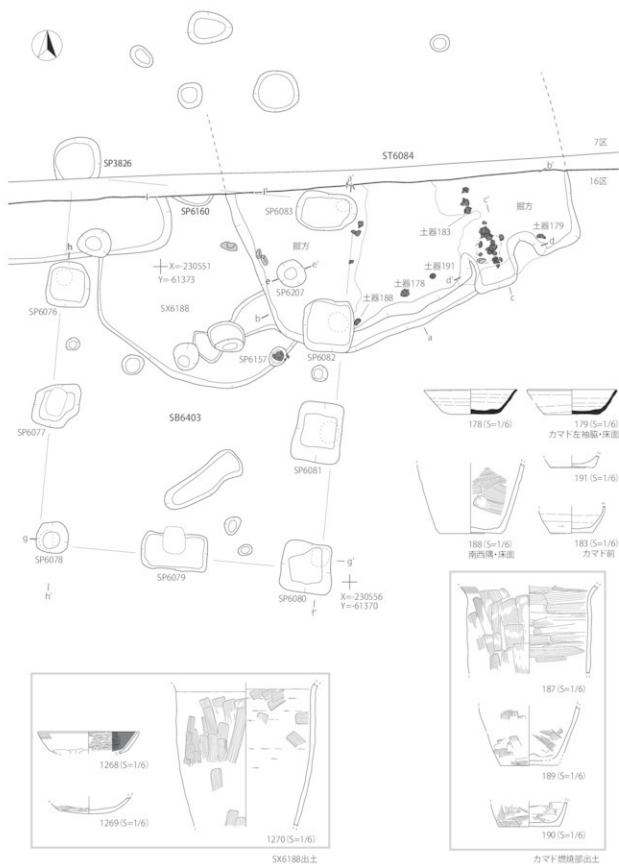 SP3826
ST6084
7区
16区
b'
a'
f
j'
i
SP6160
SP6083
土器183
掘方
土器179
掘方
c'
d
h
X=-230551
Y=-61373
e
e'
SP6207
土器191
土器178
d'
c
SP6076
SX6188
b
土器188
a
SP6082
SP6157
SB6403
SP6077
SP6081
178 (S=1/6)
179 (S=1/6)
カマド左袖脇・床面
191 (S=1/6)
188 (S=1/6)
南西隅・床面
183 (S=1/6)
カマド前
g
SP6078
SP6079
g'
SP6080
h'
f'
X=-230556
Y=-61370
187 (S=1/6)
189 (S=1/6)
190 (S=1/6)
カマド燃焼部出土
1268 (S=1/6)
1269 (S=1/6)
1270 (S=1/6)
SX6188出土